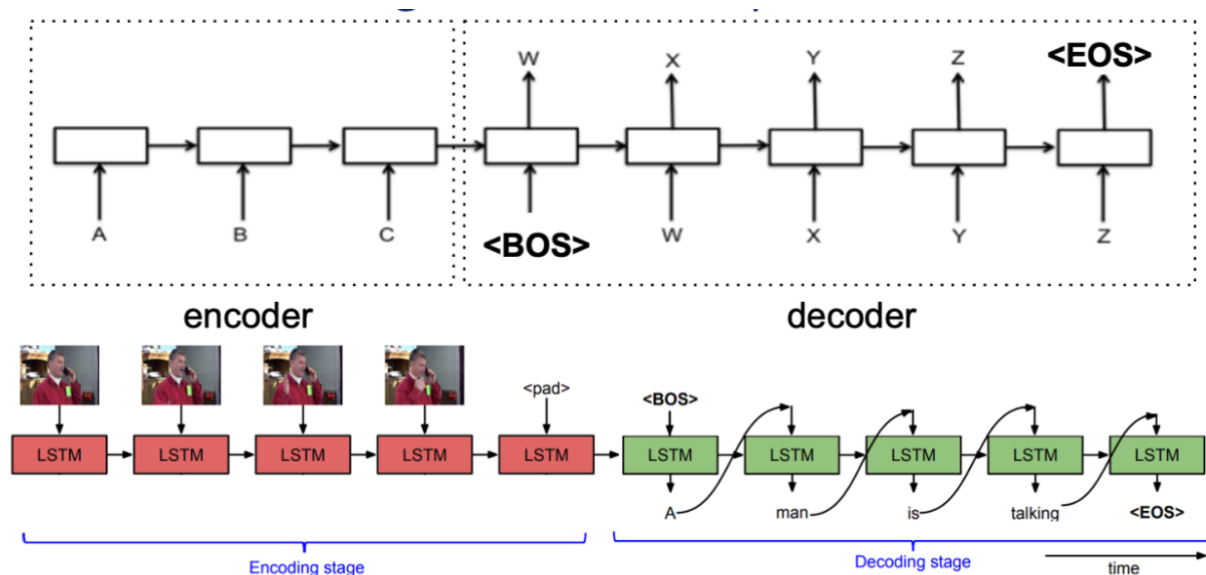 W X Y Z <EOS>
A B C <BOS> W X Y Z
encoder decoder
<pad> <BOS>
LSTM LSTM LSTM LSTM LSTM LSTM LSTM LSTM LSTM LSTM
A man is talking <EOS>
Encoding stage Decoding stage time